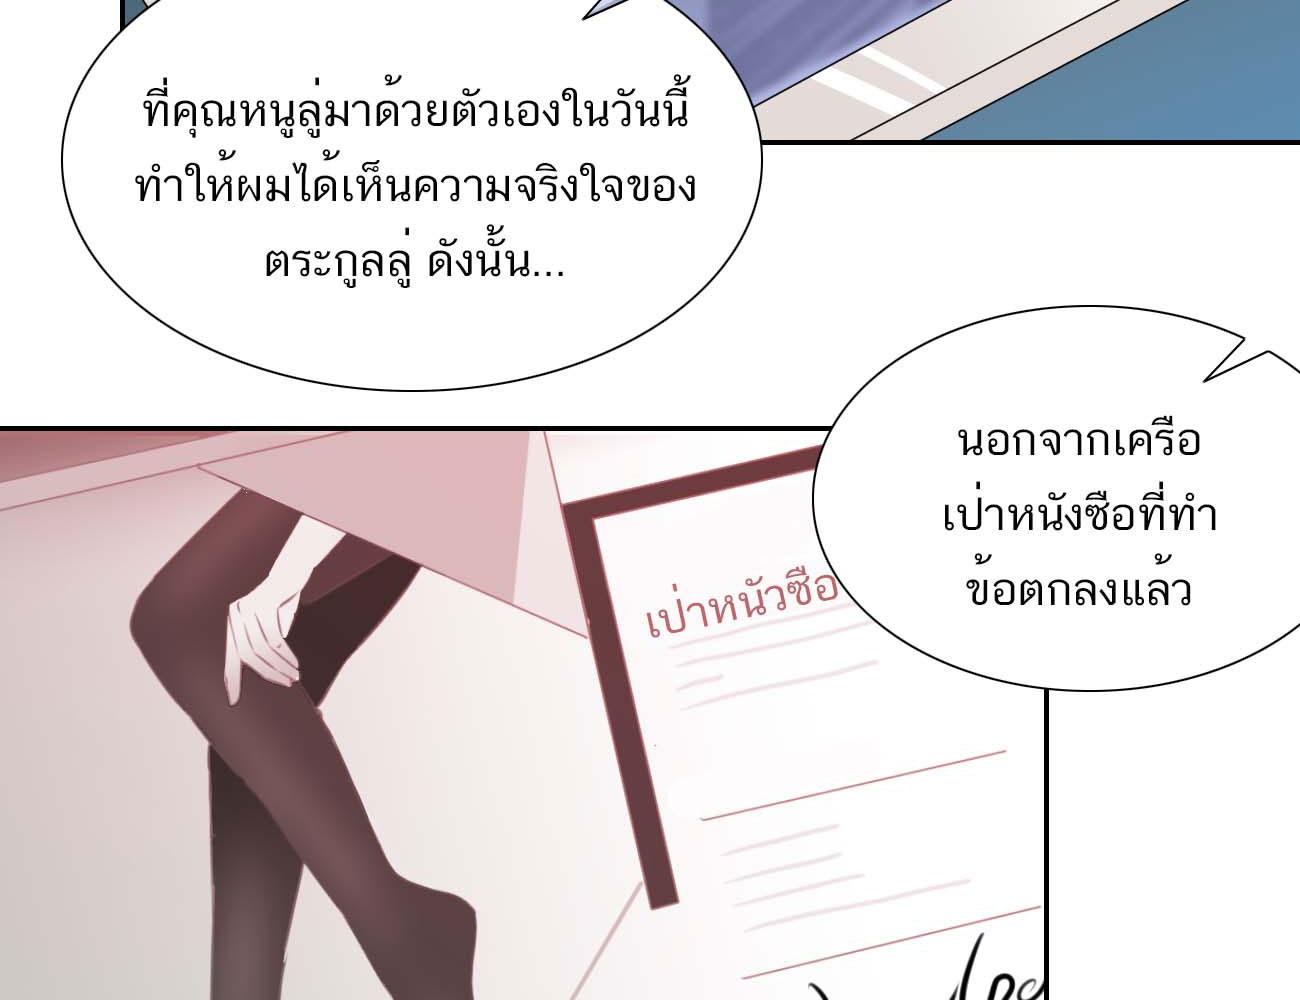 ที่คุณหนูลู่มาด้วยตัวเองในวันนี้
ทำให้ผมได้เห็นความจริงใจของ
ตระกูลลู่ ดังนั้น...
นอกจากเครือ
เป่าหนังซือที่ทำ
ข้อตกลงแล้ว
เป่าหนัวซือ